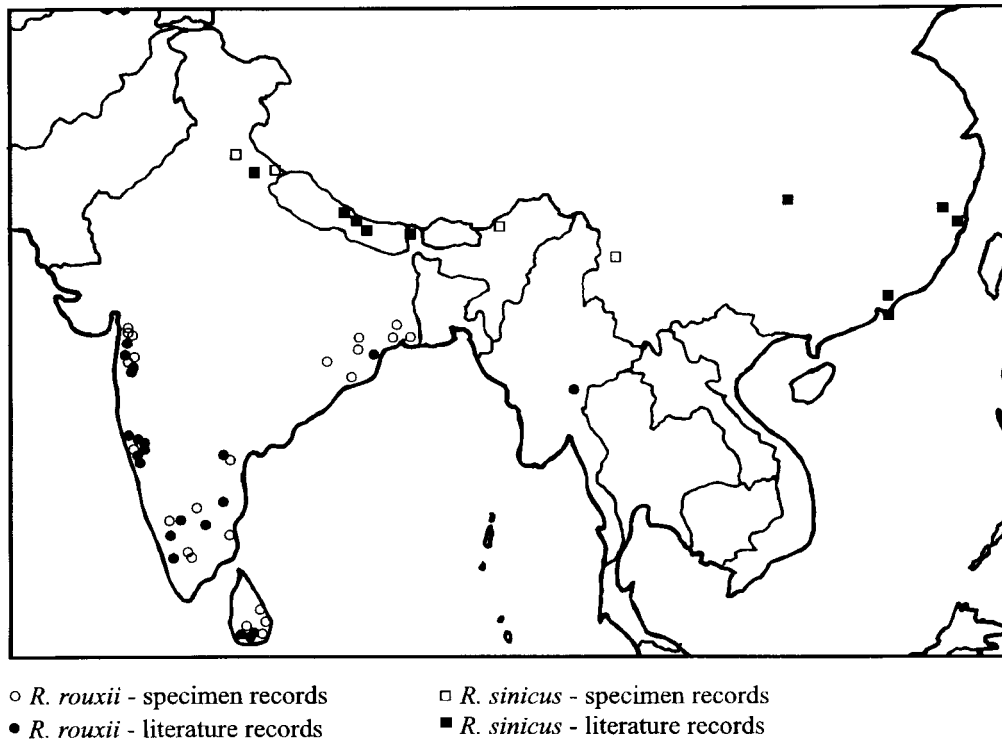 ○ R. rouxii - specimen records
● R. rouxii - literature records
□ R. sinicus - specimen records
■ R. sinicus - literature records